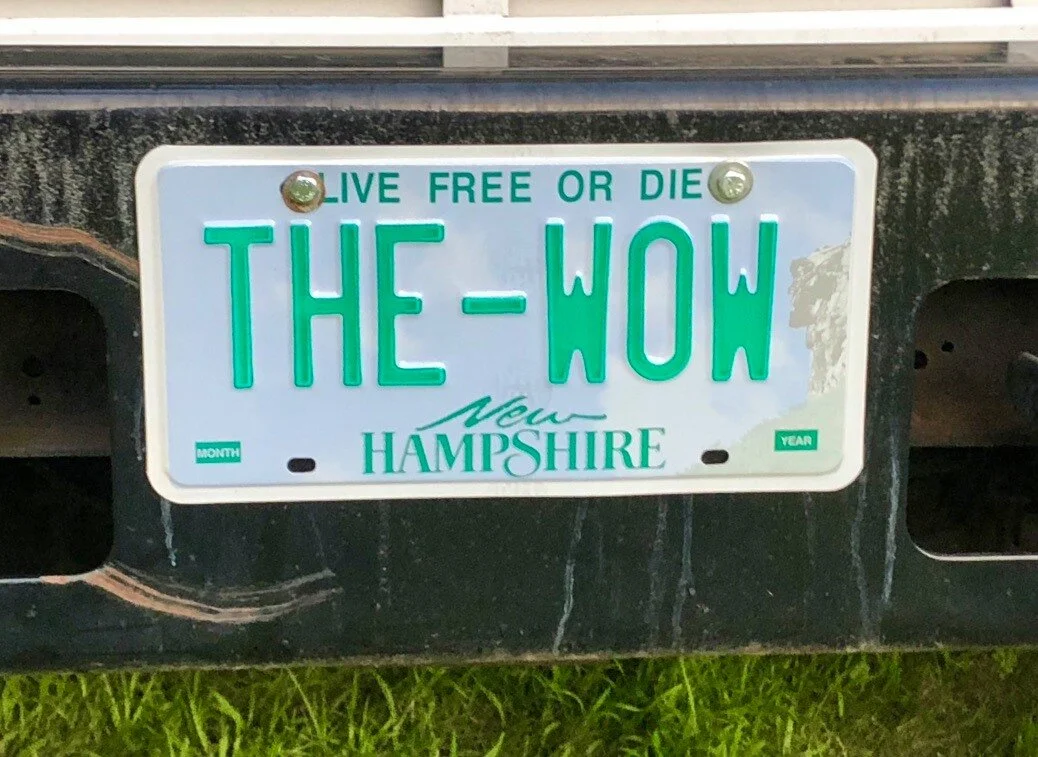 LIVE FREE OR DIE
THE-WOW
New
HAMPSHIRE
MONTH
YEAR